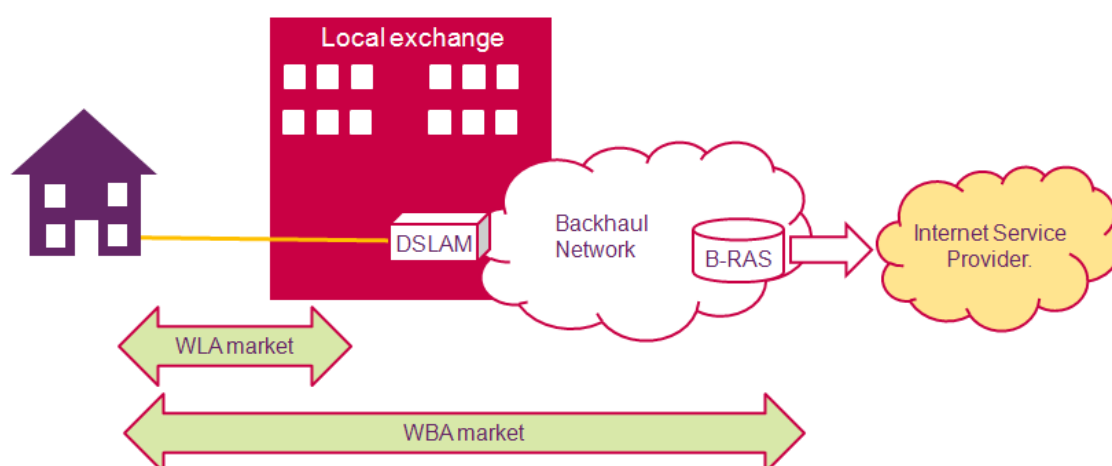 Local exchange
DSLAM
Backhaul
Network
B-RAS
Internet Service
Provider.
WLA market
WBA market